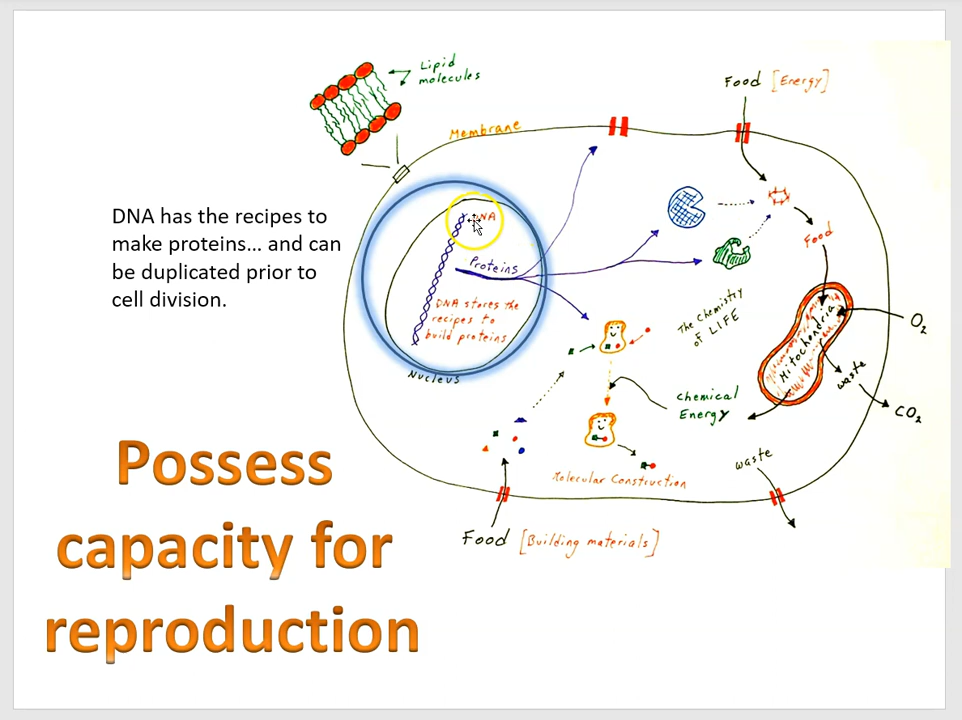 Lipid
molecules
Food [Energy]
Membrane
DNA has the recipes to
make proteins... and can
be duplicated prior to
cell division.
DNA
Proteins
DNA stores the
recipes to
build proteins
Nucleus
Food
The Chemistry
of LIFE
Mitochondria
O2
waste
CO2
Chemical
Energy
waste
Molecular Construction
Food [Building materials]
Possess
capacity for
reproduction